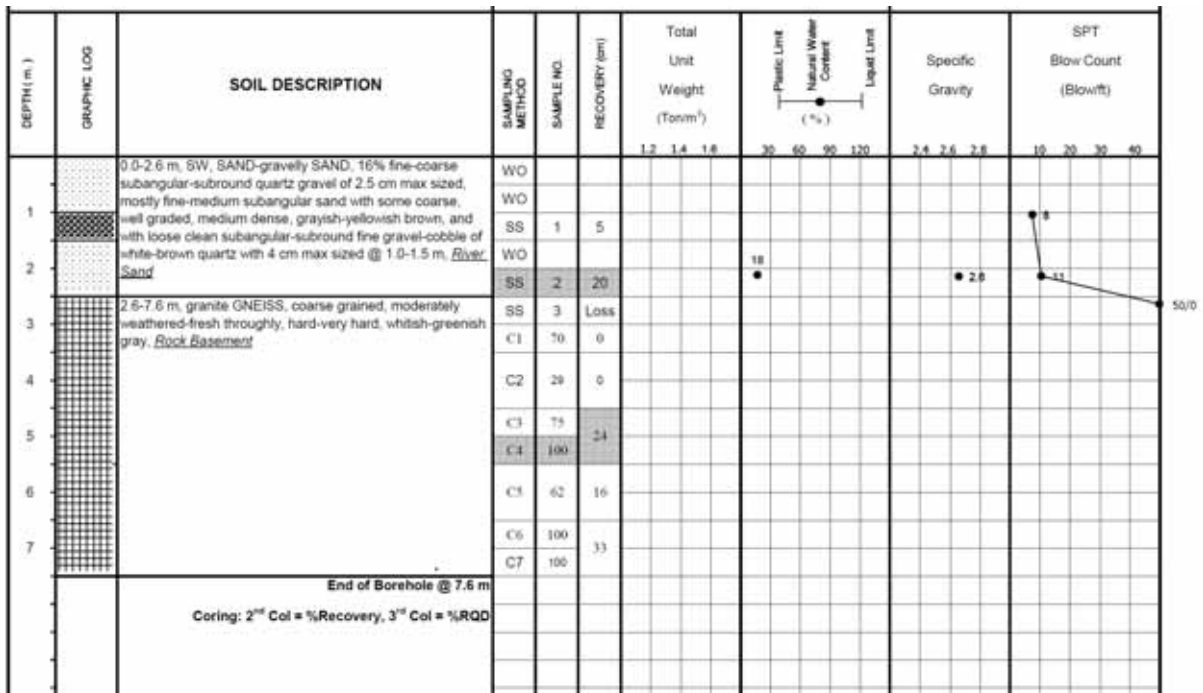 DEPTH ( m. )
GRAPHIC LOG
SOIL DESCRIPTION
SAMPLING METHOD
SAMPLE NO.
RECOVERY (cm)
Total
Unit
Weight
(Ton/m³)
1.2 1.4 1.6
Plastic Limit
Natural Water Content
Liquid Limit
( % )
30 60 90 120
Specific
Gravity
2.4 2.6 2.8
SPT
Blow Count
(Blow/ft)
10 20 30 40
0.0-2.6 m, SW, SAND-gravelly SAND, 16% fine-coarse
subangular-subround quartz gravel of 2.5 cm max sized,
mostly fine-medium subangular sand with some coarse,
well graded, medium dense, grayish-yellowish brown, and
with loose clean subangular-subround fine gravel-cobble of
white-brown quartz with 4 cm max sized @ 1.0-1.5 m, River
Sand
2.6-7.6 m, granite GNEISS, coarse grained, moderately
weathered-fresh throughly, hard-very hard, whitish-greenish
gray, Rock Basement
1
2
3
4
5
6
7
WO
WO
SS 1 5
WO
SS 2 20
SS 3 Loss
C1 70 0
C2 20 0
C3 75
24
C4 100
C5 62 16
C6 100
33
C7 100
18
2.6
11
50/0
End of Borehole @ 7.6 m
Coring: 2nd Col = %Recovery, 3rd Col = %RQD